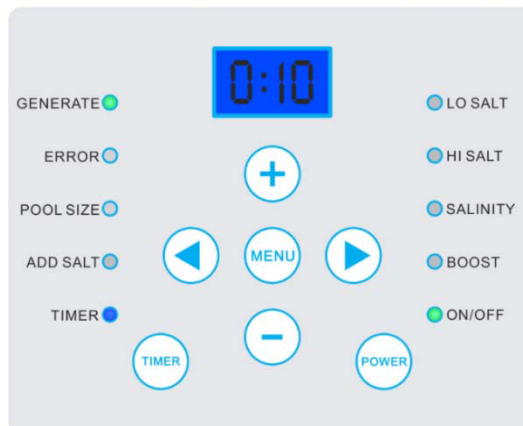 0:10
GENERATE
LO SALT
ERROR
HI SALT
POOL SIZE
SALINITY
ADD SALT
MENU
BOOST
TIMER
ON/OFF
TIMER
POWER